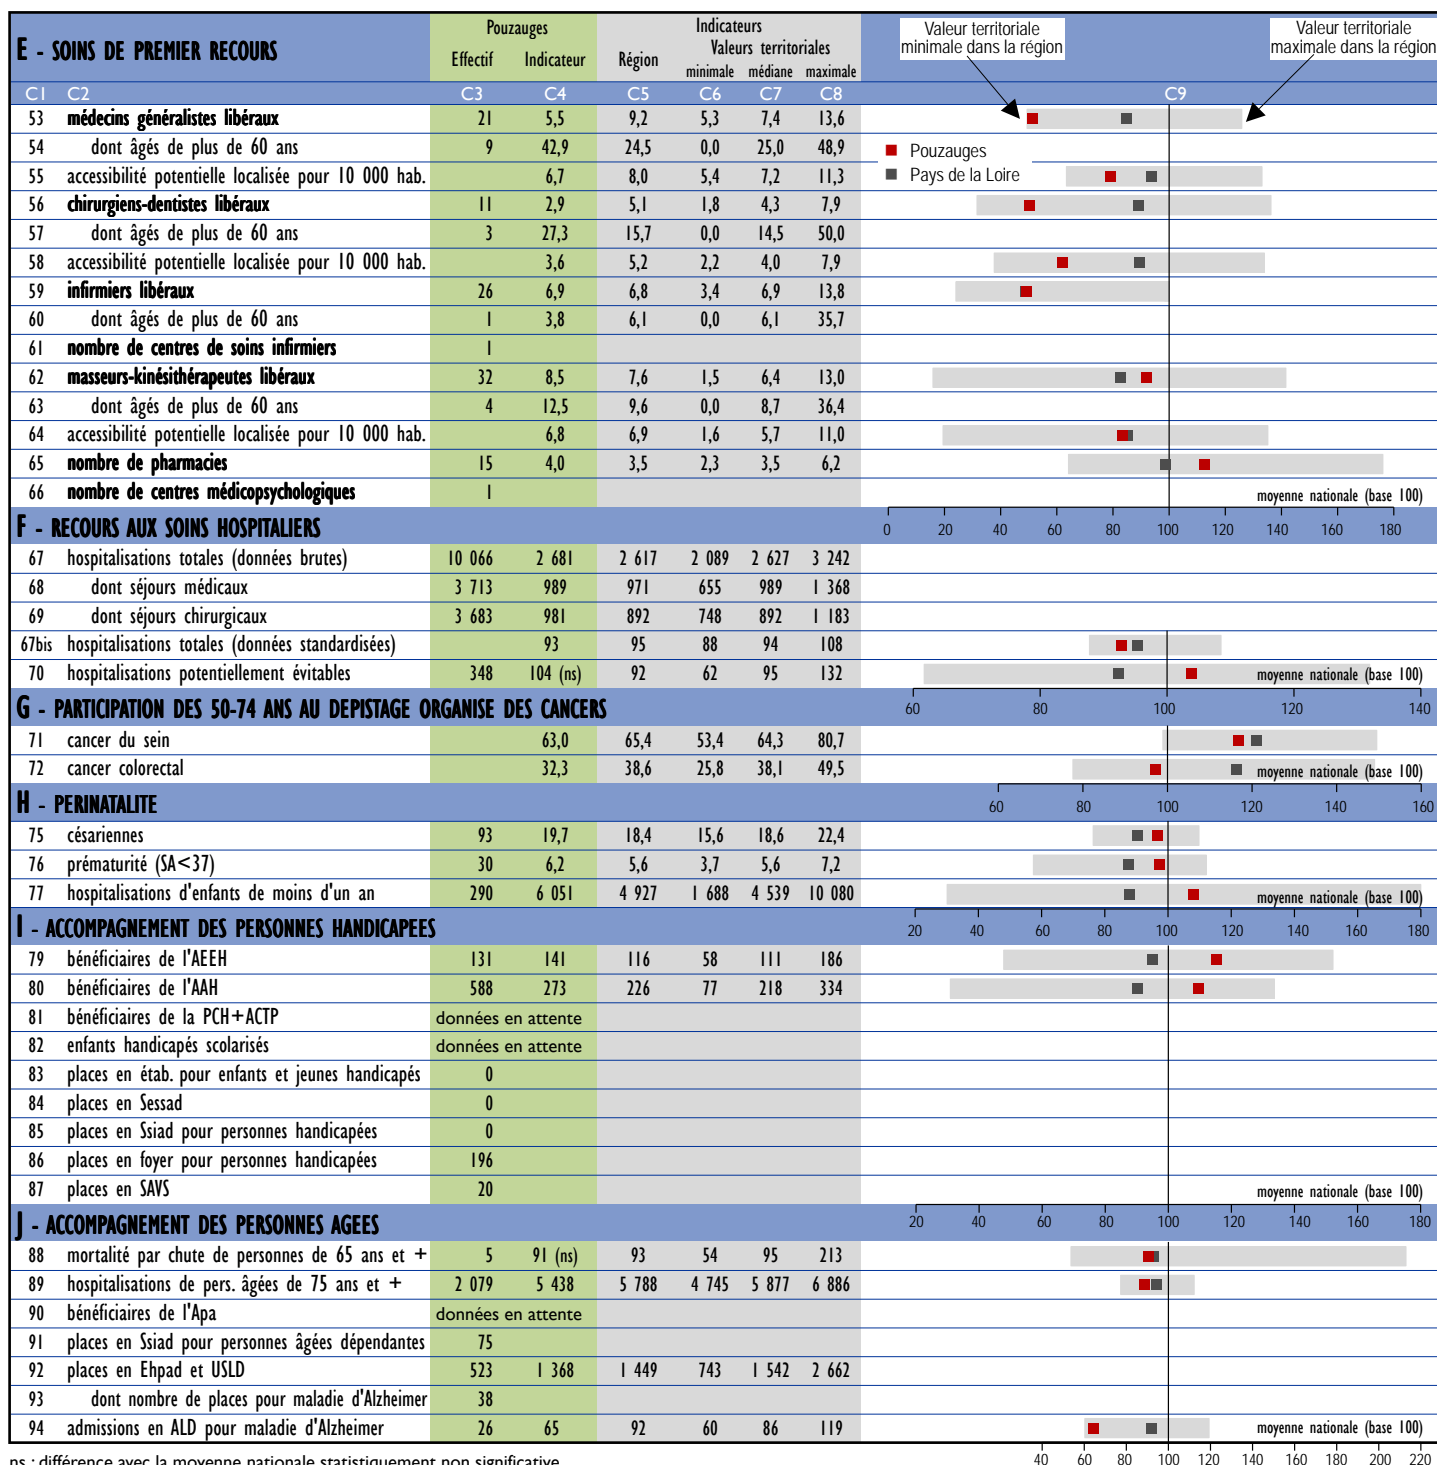 E - SOINS DE PREMIER RECOURS
Pouzauges
Effectif Indicateur
Indicateurs
Région Valeurs territoriales
minimale médiane maximale
Valeur territoriale
minimale dans la région
Valeur territoriale
maximale dans la région
C1 C2 C3 C4 C5 C6 C7 C8 C9
53 médecins généralistes libéraux 21 5,5 9,2 5,3 7,4 13,6
54 dont âgés de plus de 60 ans 9 42,9 24,5 0,0 25,0 48,9
Pouzauges
Pays de la Loire
55 accessibilité potentielle localisée pour 10 000 hab. 6,7 8,0 5,4 7,2 11,3
56 chirurgiens-dentistes libéraux 11 2,9 5,1 1,8 4,3 7,9
57 dont âgés de plus de 60 ans 3 27,3 15,7 0,0 14,5 50,0
58 accessibilité potentielle localisée pour 10 000 hab. 3,6 5,2 2,2 4,0 7,9
59 infirmiers libéraux 26 6,9 6,8 3,4 6,9 13,8
60 dont âgés de plus de 60 ans 1 3,8 6,1 0,0 6,1 35,7
61 nombre de centres de soins infirmiers 1
62 masseurs-kinésithérapeutes libéraux 32 8,5 7,6 1,5 6,4 13,0
63 dont âgés de plus de 60 ans 4 12,5 9,6 0,0 8,7 36,4
64 accessibilité potentielle localisée pour 10 000 hab. 6,8 6,9 1,6 5,7 11,0
65 nombre de pharmacies 15 4,0 3,5 2,3 3,5 6,2
66 nombre de centres médicopsychologiques 1 moyenne nationale (base 100)
F - RECOURS AUX SOINS HOSPITALIERS 0 20 40 60 80 100 120 140 160 180
67 hospitalisations totales (données brutes) 10 066 2 681 2 617 2 089 2 627 3 242
68 dont séjours médicaux 3 713 989 971 655 989 1 368
69 dont séjours chirurgicaux 3 683 981 892 748 892 1 183
67bis hospitalisations totales (données standardisées) 93 95 88 94 108
70 hospitalisations potentiellement évitables 348 104 (ns) 92 62 95 132 moyenne nationale (base 100)
G - PARTICIPATION DES 50-74 ANS AU DEPISTAGE ORGANISE DES CANCERS 60 80 100 120 140
71 cancer du sein 63,0 65,4 53,4 64,3 80,7
72 cancer colorectal 32,3 38,6 25,8 38,1 49,5 moyenne nationale (base 100)
H - PERINATALITE 60 80 100 120 140 160
75 césariennes 93 19,7 18,4 15,6 18,6 22,4
76 prématurité (SA<37) 30 6,2 5,6 3,7 5,6 7,2
77 hospitalisations d'enfants de moins d'un an 290 6 051 4 927 1 688 4 539 10 080 moyenne nationale (base 100)
I - ACCOMPAGNEMENT DES PERSONNES HANDICAPEES 20 40 60 80 100 120 140 160 180
79 bénéficiaires de l'AEEH 131 141 116 58 111 186
80 bénéficiaires de l'AAH 588 273 226 77 218 334
81 bénéficiaires de la PCH+ACTP données en attente
82 enfants handicapés scolarisés données en attente
83 places en étab. pour enfants et jeunes handicapés 0
84 places en Sessad 0
85 places en Ssiad pour personnes handicapées 0
86 places en foyer pour personnes handicapées 196
87 places en SAVS 20 moyenne nationale (base 100)
J - ACCOMPAGNEMENT DES PERSONNES AGEES 20 40 60 80 100 120 140 160 180
88 mortalité par chute de personnes de 65 ans et + 5 91 (ns) 93 54 95 213
89 hospitalisations de pers. âgées de 75 ans et + 2 079 5 438 5 788 4 745 5 877 6 886
90 bénéficiaires de l'Apa données en attente
91 places en Ssiad pour personnes âgées dépendantes 75
92 places en Ehpad et USLD 523 1 368 1 449 743 1 542 2 662
93 dont nombre de places pour maladie d'Alzheimer 38
94 admissions en ALD pour maladie d'Alzheimer 26 65 92 60 86 119 moyenne nationale (base 100)
40 60 80 100 120 140 160 180 200 220
ns : différence avec la moyenne nationale statistiquement non significative